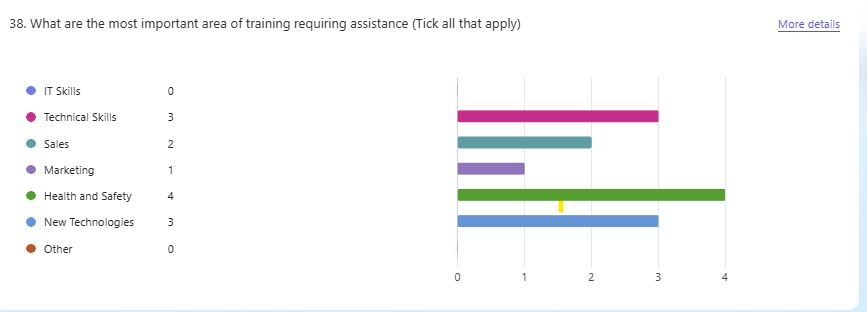 38. What are the most important area of training requiring assistance (Tick all that apply)
More details
IT Skills 0
Technical Skills 3
Sales 2
Marketing 1
Health and Safety 4
New Technologies 3
Other 0
0 1 2 3 4